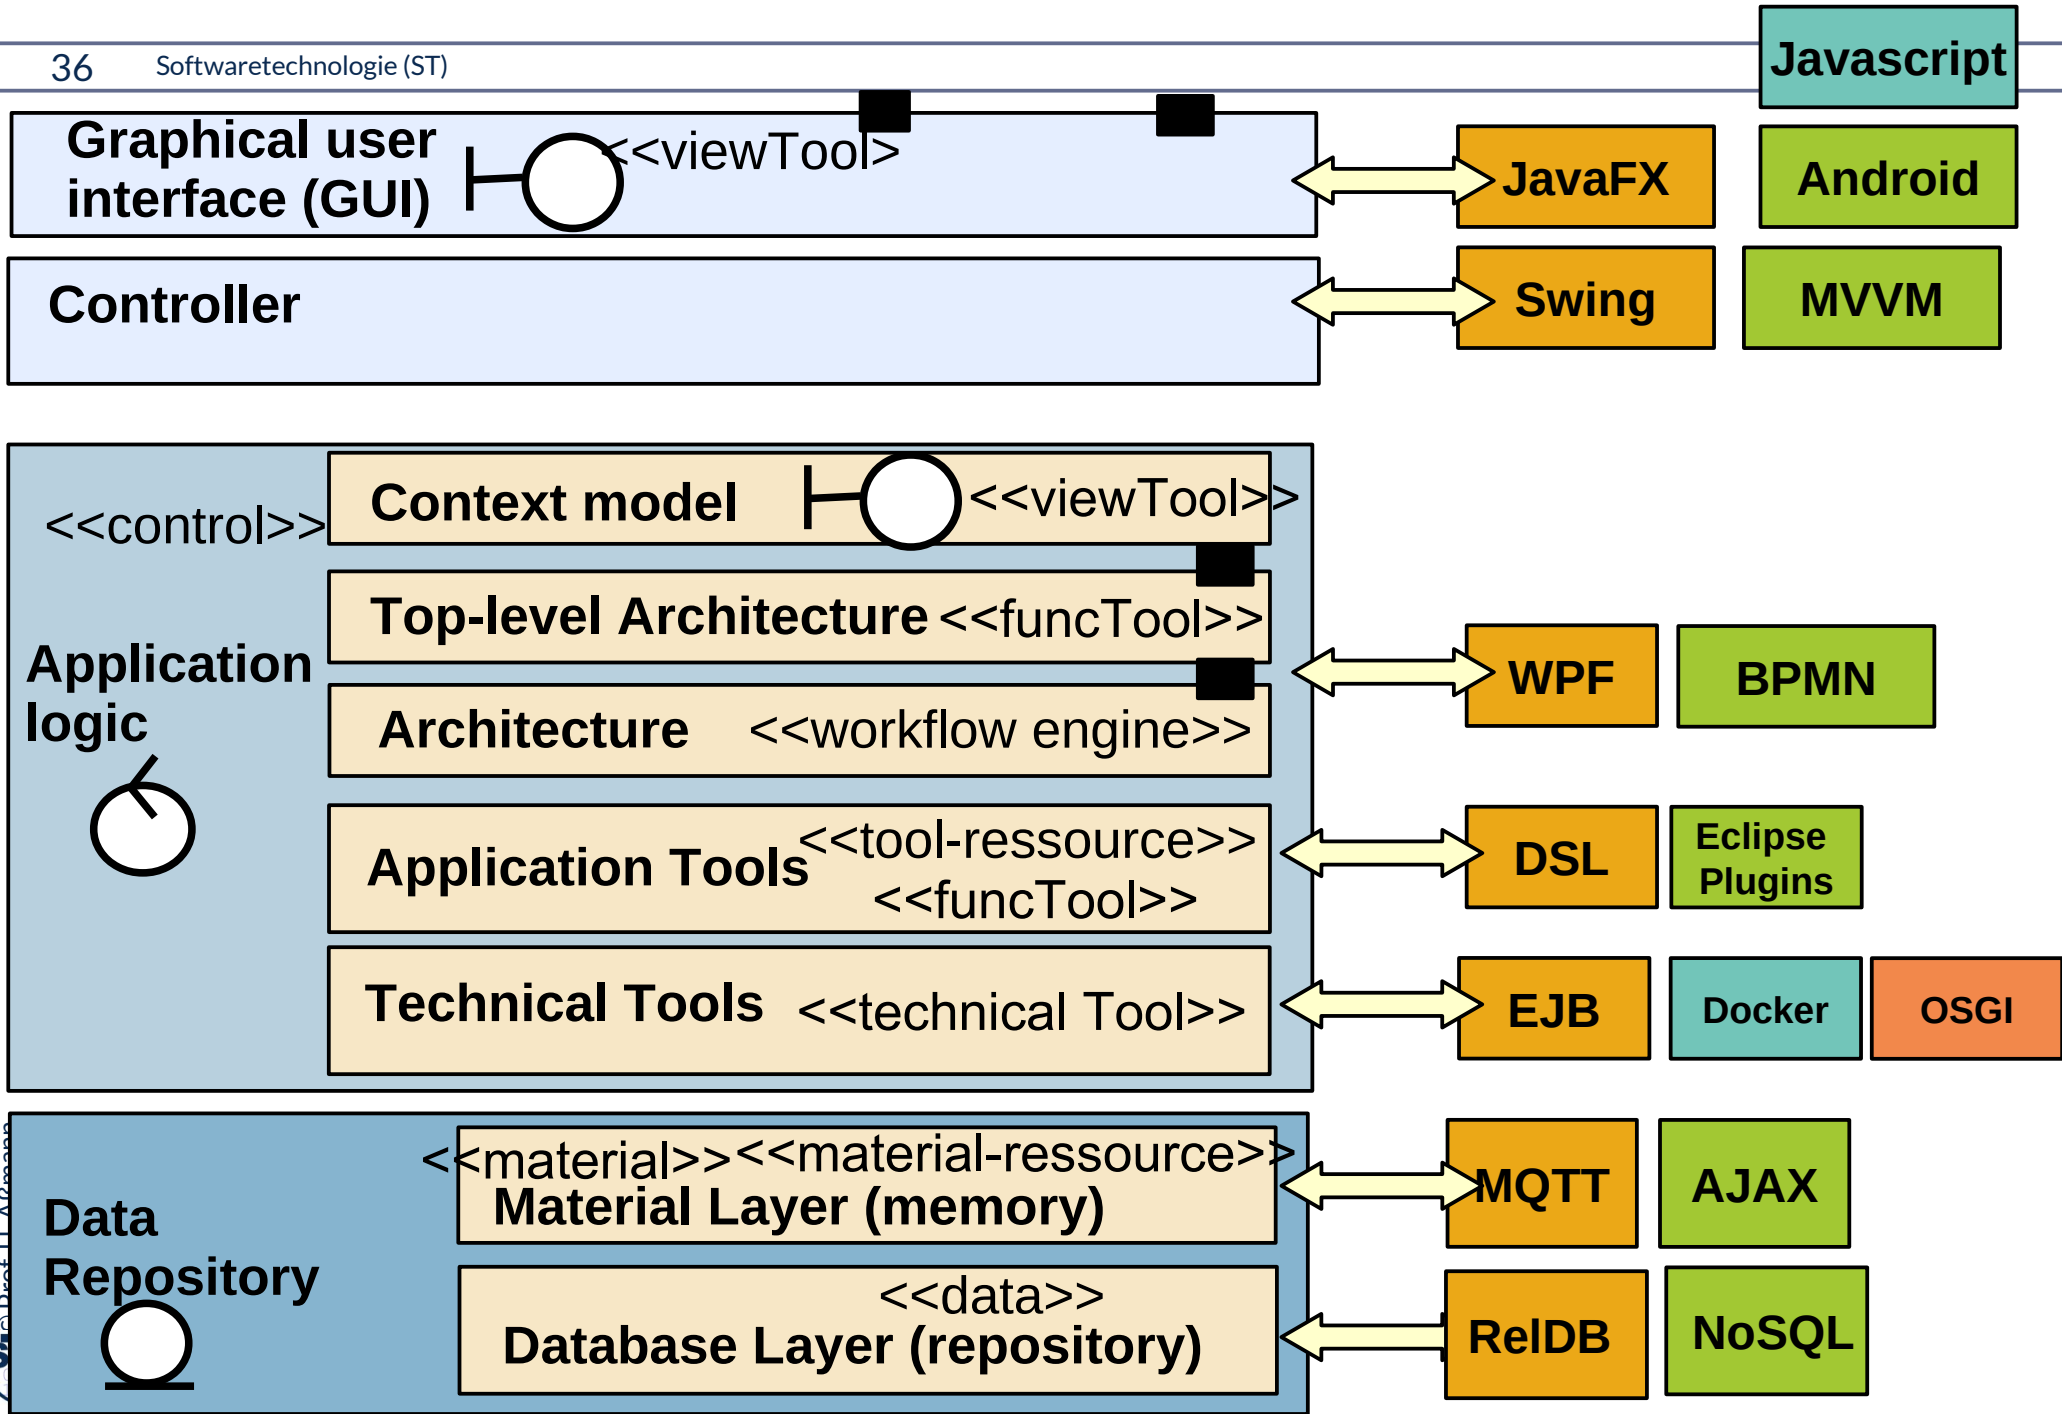 Javascript
36 Softwaretechnologie (ST)
Graphical user
interface (GUI)
<<viewTool>
JavaFX
Android
Controller
Swing
MVVM
<<control>>
Context model
<<viewTool>>
Top-level Architecture <<funcTool>>
Application
logic
WPF
BPMN
Architecture <<workflow engine>>
Application Tools
<<tool-ressource>>
<<funcTool>>
DSL
Eclipse
Plugins
Technical Tools <<technical Tool>>
EJB
Docker
OSGI
<<material>> <<material-ressource>>
Material Layer (memory)
MQTT
AJAX
Data
Repository
<<data>>
Database Layer (repository)
RelDB
NoSQL